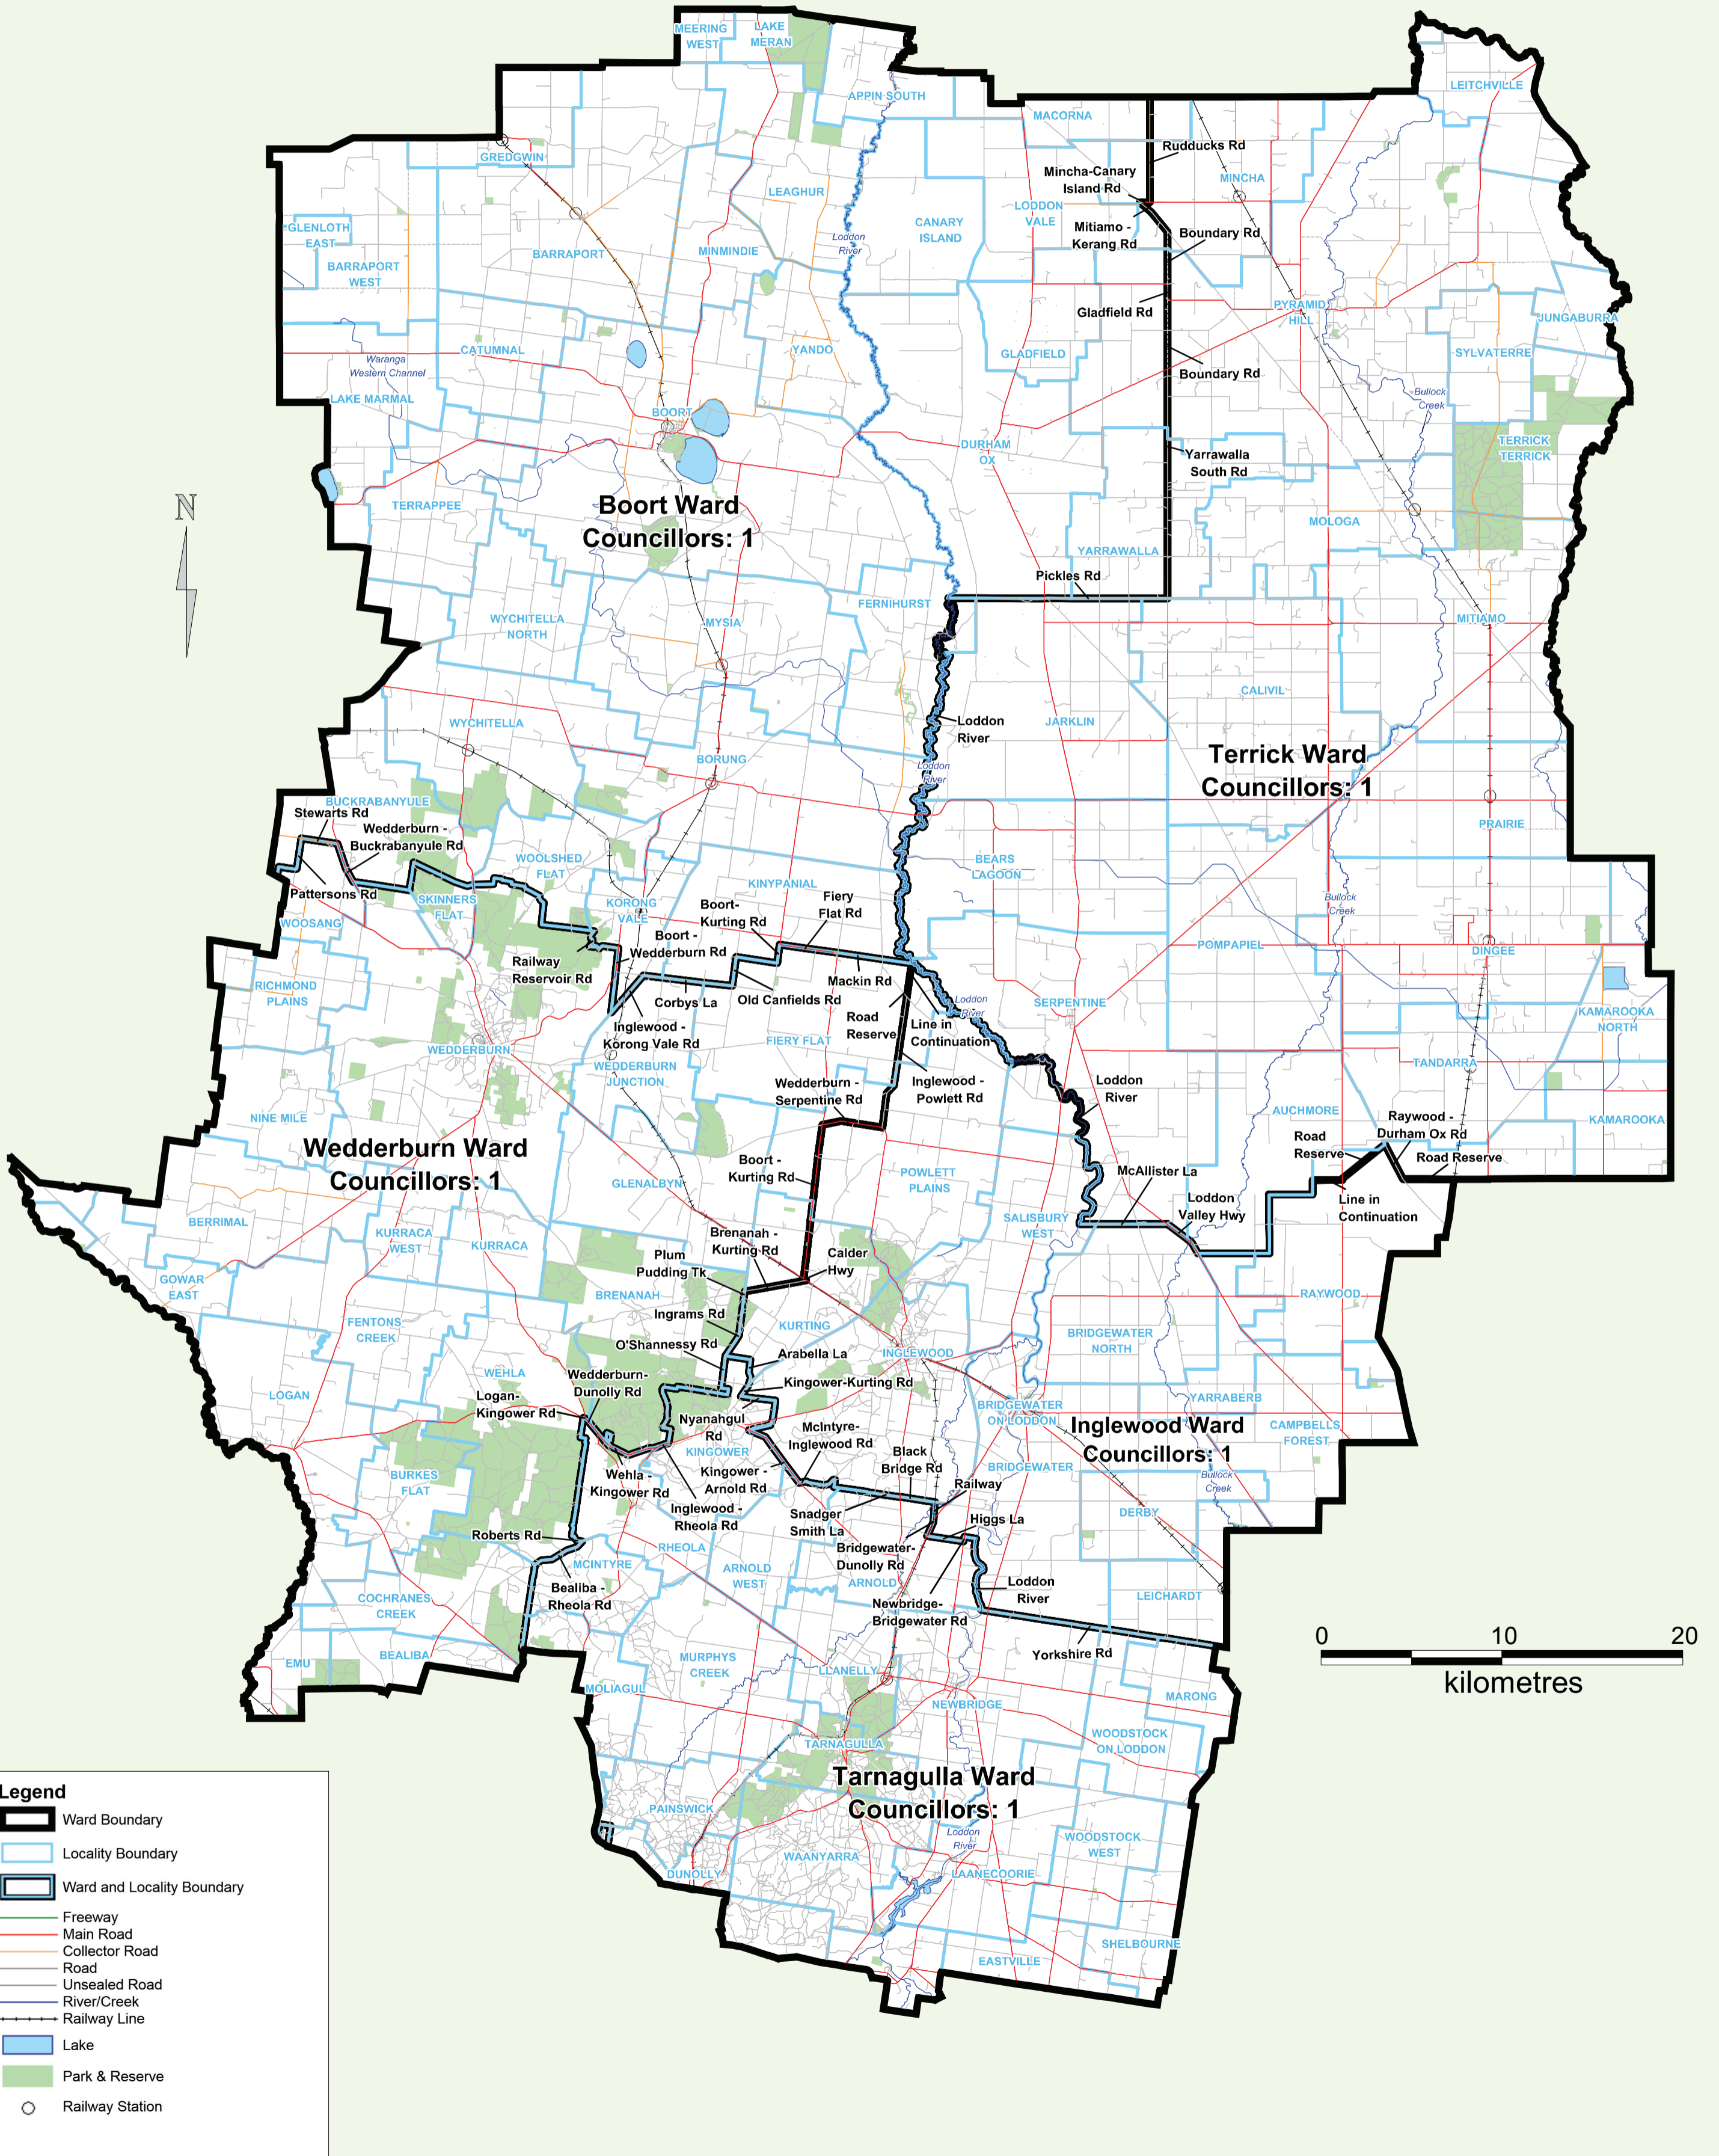 MEERING
WEST
LAKE
MERAN
APPIN SOUTH
LEITCHVILLE
MACORNA
Rudducks Rd
GREDGWIN
Mincha-Canary
Island Rd
MINCHA
LEAGHUR
LODDON
VALE
CANARY
ISLAND
GLENLOTH
EAST
Mitiamo -
Kerang Rd
Boundary Rd
Loddon
River
BARRAPORT
MINMINDIE
BARRAPORT
WEST
PYRAMID
HILL
Gladfield Rd
JUNGABURRA
CATUMNAL
YANDO
GLADFIELD
SYLVATERRE
Waranga
Western Channel
Boundary Rd
LAKE MARMAL
Bullock
Creek
BOORT
DURHAM
OX
TERRICK
TERRICK
Yarrawalla
South Rd
TERRAPPEE
Boort Ward
Councillors: 1
N
MOLOGA
YARRAWALLA
Pickles Rd
FERNIHURST
WYCHITELLA
NORTH
MYSIA
MITIAMO
CALIVIL
WYCHITELLA
Loddon
River
JARKLIN
BORUNG
Loddon
River
Terrick Ward
Councillors: 1
BUCKRABANYULE
Stewarts Rd
Wedderburn -
Buckrabanyule Rd
PRAIRIE
WOOLSHED
FLAT
BEARS
LAGOON
Pattersons Rd
SKINNERS
FLAT
KINYPANIAL
WOOSANG
KORONG
VALE
Boort-
Kurting Rd
Fiery
Flat Rd
Bullock
Creek
Boort -
Wedderburn Rd
POMPAPIEL
DINGEE
Railway
Reservoir Rd
Mackin Rd
RICHMOND
PLAINS
Corbys La
Old Canfields Rd
Loddon
River
SERPENTINE
KAMAROOKA
NORTH
Inglewood -
Korong Vale Rd
Road
Reserve
Line in
Continuation
WEDDERBURN
FIERY FLAT
WEDDERBURN
JUNCTION
TANDARRA
Wedderburn -
Serpentine Rd
Inglewood -
Powlett Rd
Loddon
River
NINE MILE
AUCHMORE
Raywood -
Durham Ox Rd
KAMAROOKA
Wedderburn Ward
Councillors: 1
Road
Reserve
Road Reserve
Boort -
Kurting Rd
POWLETT
PLAINS
McAllister La
GLENALBYN
Loddon
Valley Hwy
Line in
Continuation
BERRIMAL
SALISBURY
WEST
KURRACA
WEST
KURRACA
Brenanah -
Kurting Rd
Plum
Pudding Tk
Calder
Hwy
GOWAR
EAST
BRENANAH
RAYWOOD
Ingrams Rd
FENTONS
CREEK
KURTING
BRIDGEWATER
NORTH
O'Shannessy Rd
Arabella La
INGLEWOOD
WEHLA
Wedderburn-
Dunolly Rd
Kingower-Kurting Rd
LOGAN
Logan-
Kingower Rd
YARRABERB
BRIDGEWATER
ON LODDON
Nyanahgul
Rd
McIntyre-
Inglewood Rd
Inglewood Ward
Councillors: 1
CAMPBELLS
FOREST
KINGOWER
Black
Bridge Rd
BRIDGEWATER
BURKES
FLAT
Wehla -
Kingower Rd
Kingower -
Arnold Rd
Railway
Bullock
Creek
Inglewood -
Rheola Rd
Snadger
Smith La
Higgs La
DERBY
Roberts Rd
RHEOLA
Bridgewater-
Dunolly Rd
MCINTYRE
ARNOLD
WEST
ARNOLD
Loddon
River
Bealiba -
Rheola Rd
COCHRANES
CREEK
Newbridge-
Bridgewater Rd
LEICHARDT
Yorkshire Rd
0 10 20
kilometres
EMU
BEALIBA
MURPHYS
CREEK
LLANELLY
MOLIAGUL
NEWBRIDGE
MARONG
WOODSTOCK
ON LODDON
TARNAGULLA
Tarnagulla Ward
Councillors: 1
PAINSWICK
Loddon
River
WOODSTOCK
WEST
WAANYARRA
DUNOLLY
LAANECOORIE
SHELBOURNE
EASTVILLE
Legend
Ward Boundary
Locality Boundary
Ward and Locality Boundary
Freeway
Main Road
Collector Road
Road
Unsealed Road
River/Creek
Railway Line
Lake
Park & Reserve
Railway Station